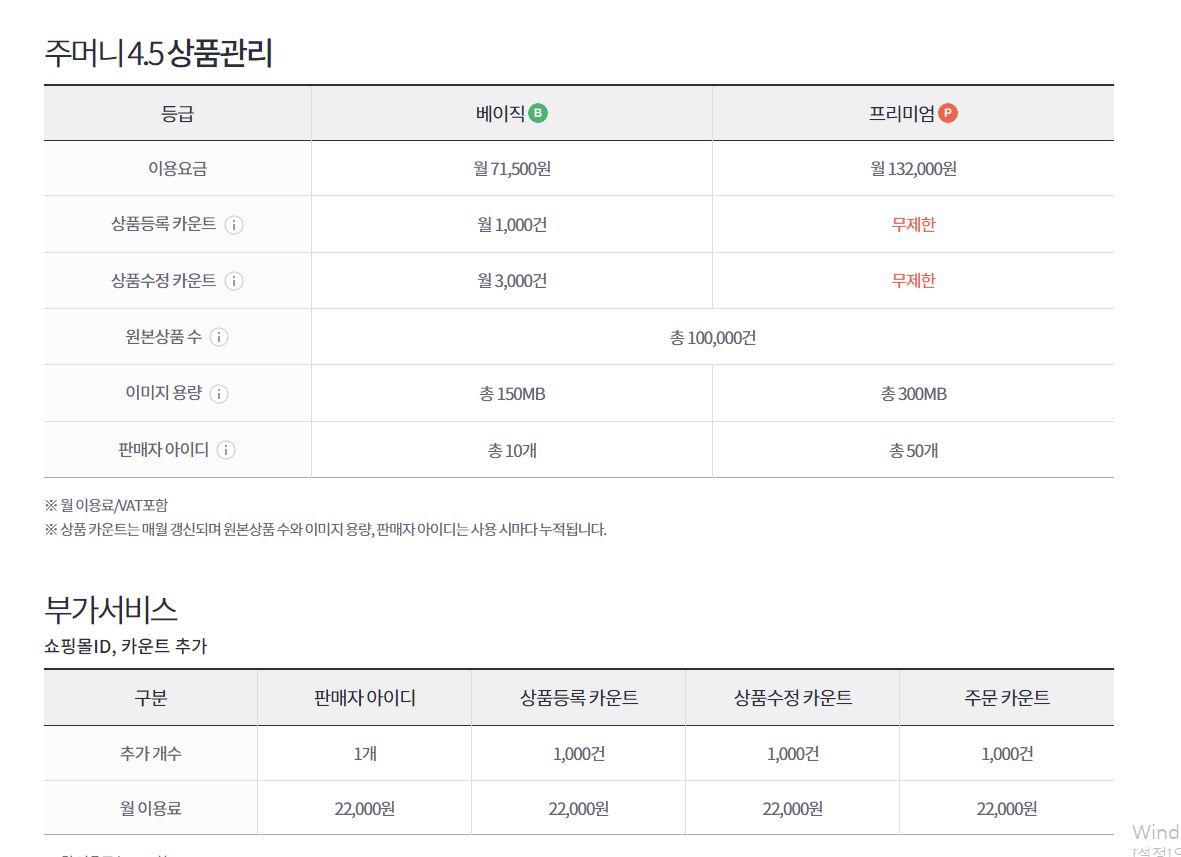 주머니 4.5 상품관리
등급 베이직 B 프리미엄 P
이용요금 월 71,500원 월 132,000원
상품등록 카운트 i 월 1,000건 무제한
상품수정 카운트 i 월 3,000건 무제한
원본상품 수 i 총 100,000건
이미지 용량 i 총 150MB 총 300MB
판매자 아이디 i 총 10개 총 50개
※ 월 이용료/VAT포함
※ 상품 카운트는 매월 갱신되며 원본상품 수와 이미지 용량, 판매자 아이디는 사용 시마다 누적됩니다.
부가서비스
쇼핑몰ID, 카운트 추가
구분 판매자 아이디 상품등록 카운트 상품수정 카운트 주문 카운트
추가 개수 1개 1,000건 1,000건 1,000건
월 이용료 22,000원 22,000원 22,000원 22,000원
Wind